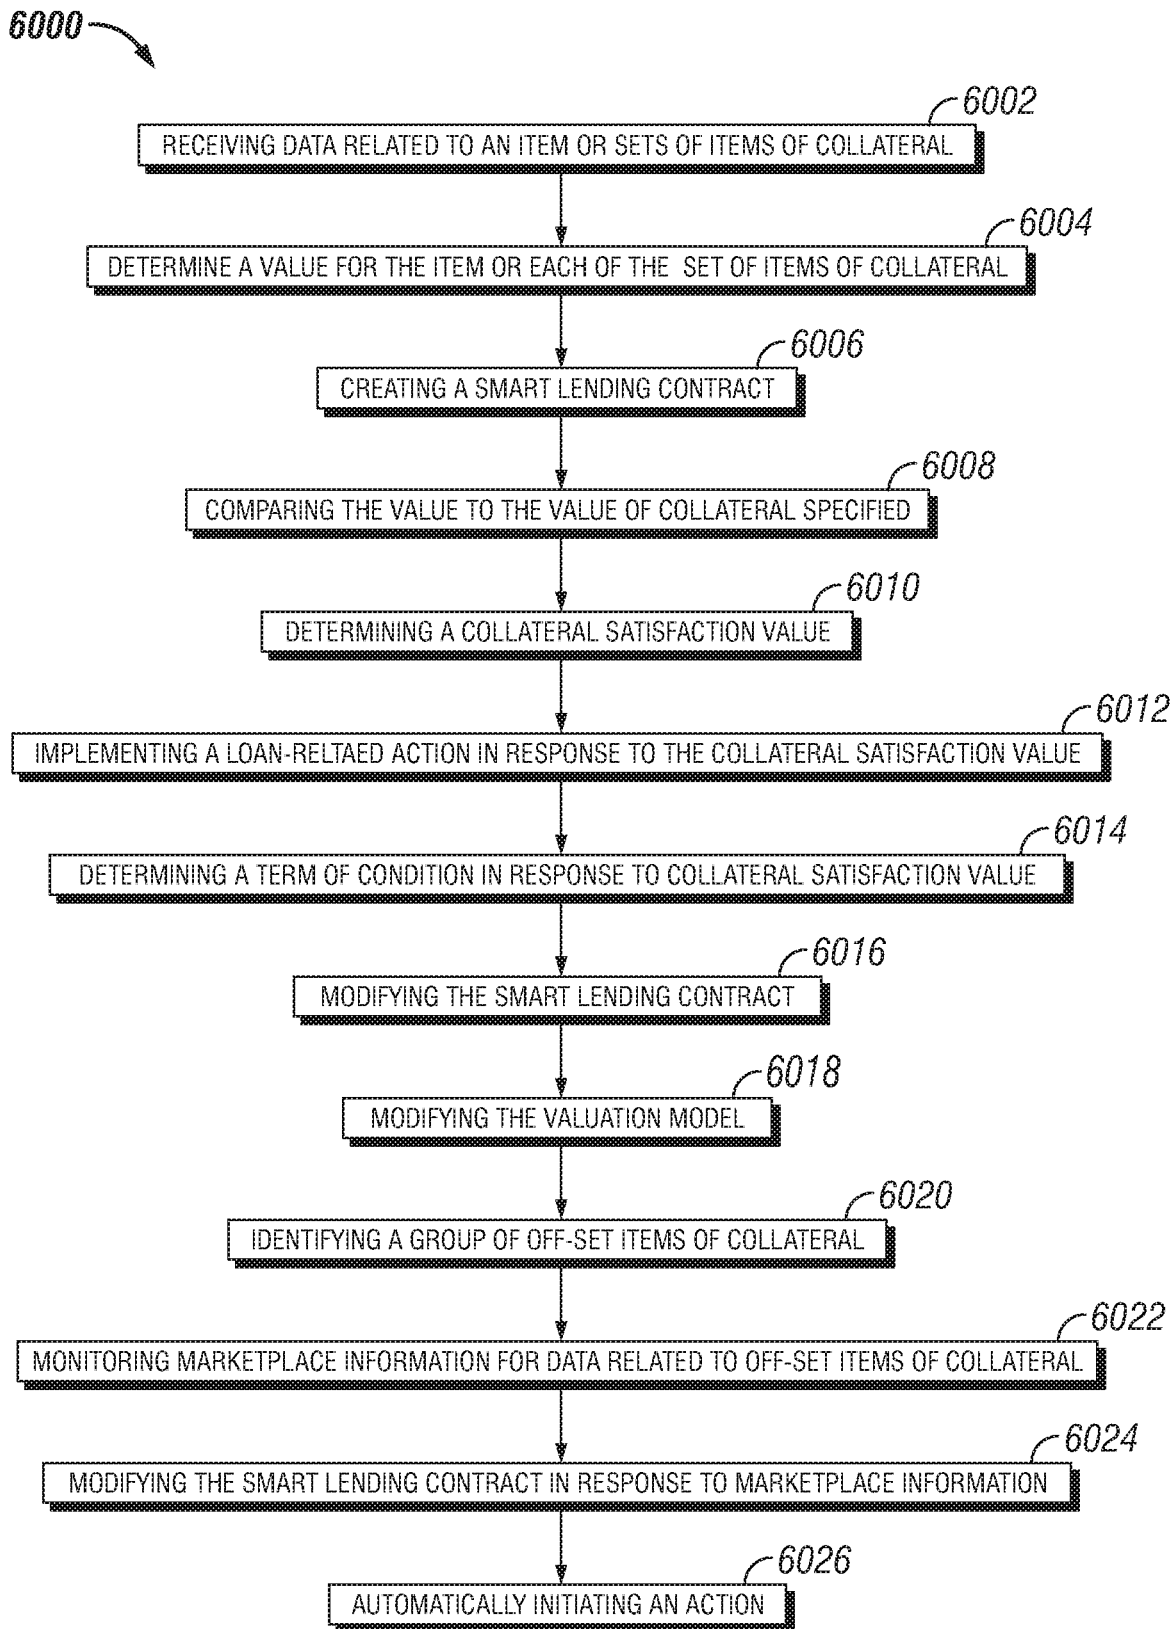 6000
6002
RECEIVING DATA RELATED TO AN ITEM OR SETS OF ITEMS OF COLLATERAL
6004
DETERMINE A VALUE FOR THE ITEM OR EACH OF THE SET OF ITEMS OF COLLATERAL
6006
CREATING A SMART LENDING CONTRACT
6008
COMPARING THE VALUE TO THE VALUE OF COLLATERAL SPECIFIED
6010
DETERMINING A COLLATERAL SATISFACTION VALUE
6012
IMPLEMENTING A LOAN-RELTAED ACTION IN RESPONSE TO THE COLLATERAL SATISFACTION VALUE
6014
DETERMINING A TERM OF CONDITION IN RESPONSE TO COLLATERAL SATISFACTION VALUE
6016
MODIFYING THE SMART LENDING CONTRACT
6018
MODIFYING THE VALUATION MODEL
6020
IDENTIFYING A GROUP OF OFF-SET ITEMS OF COLLATERAL
6022
MONITORING MARKETPLACE INFORMATION FOR DATA RELATED TO OFF-SET ITEMS OF COLLATERAL
6024
MODIFYING THE SMART LENDING CONTRACT IN RESPONSE TO MARKETPLACE INFORMATION
6026
AUTOMATICALLY INITIATING AN ACTION